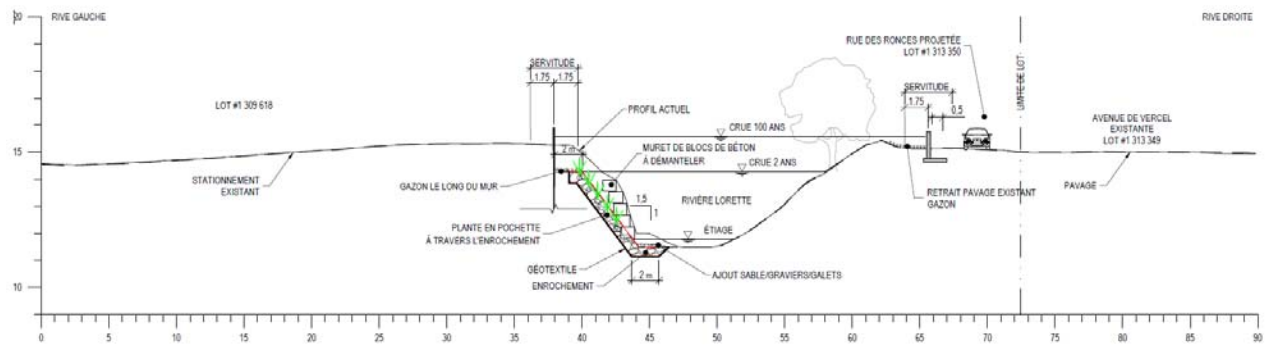 20
RIVE GAUCHE
RIVE DROITE
RUE DES RONCES PROJETÉE
LOT #1 313 350
SERVITUDE
1.75
1.75
LOT #1 309 618
PROFIL ACTUEL
CRUE 100 ANS
SERVITUDE
1.75
0,5
LIMITE DE LOT
AVENUE DE VERCEL
EXISTANTE
LOT #1 313 349
15
2 m
MURET DE BLOCS DE BÉTON
À DÉMANTELER
CRUE 2 ANS
STATIONNEMENT
EXISTANT
GAZON LE LONG DU MUR
1,5
1
RIVIÈRE LORETTE
RETRAIT PAVAGE EXISTANT
GAZON
PAVAGE
PLANTE EN POCHETTE
À TRAVERS L'ENROCHEMENT
ÉTIAGE
GÉOTEXTILE
ENROCHEMENT
2 m
AJOUT SABLE/GRAVIERS/GALETS
10
0 5 10 15 20 25 30 35 40 45 50 55 60 65 70 75 80 85 90